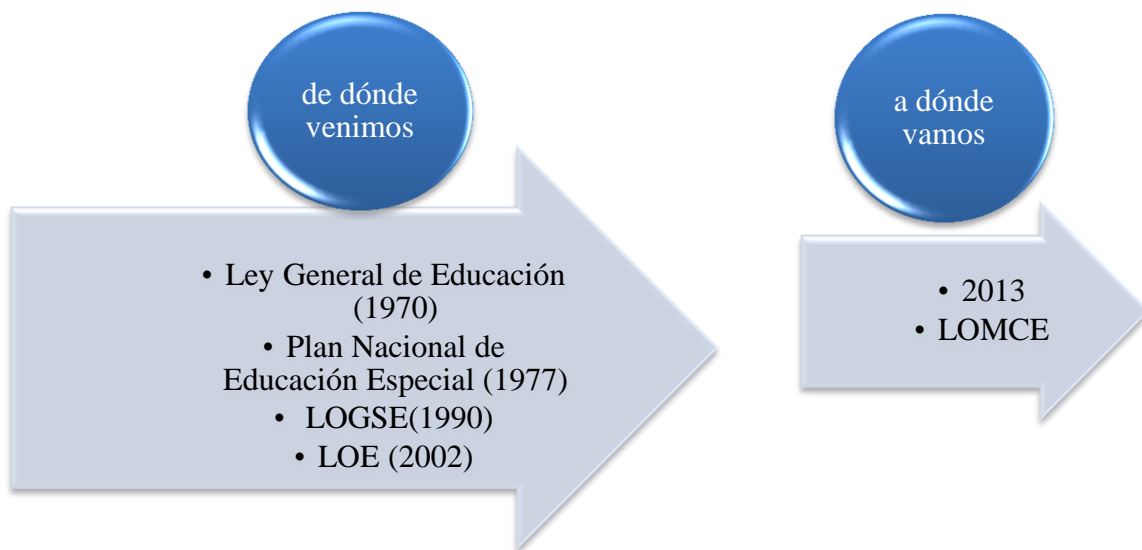 de dónde
venimos
• Ley General de Educación
(1970)
• Plan Nacional de
Educación Especial (1977)
• LOGSE(1990)
• LOE (2002)
a dónde
vamos
• 2013
• LOMCE